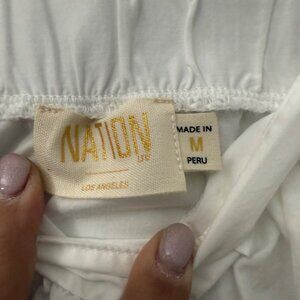 NATION
LTD
LOS ANGELES
MADE IN
M
PERU